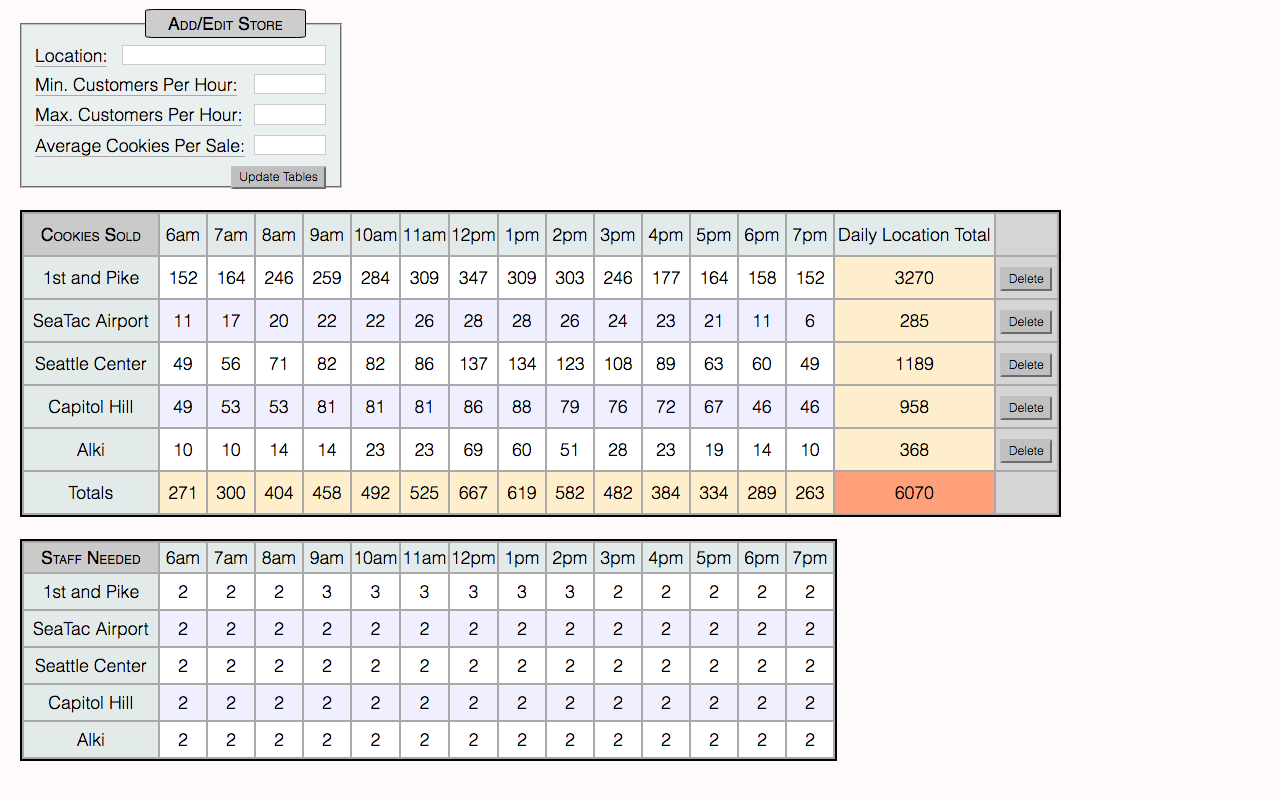 Add/Edit Store
Location:
Min. Customers Per Hour:
Max. Customers Per Hour:
Average Cookies Per Sale:
Update Tables
Cookies Sold 6am 7am 8am 9am 10am 11am 12pm 1pm 2pm 3pm 4pm 5pm 6pm 7pm Daily Location Total
1st and Pike 152 164 246 259 284 309 347 309 303 246 177 164 158 152 3270 Delete
SeaTac Airport 11 17 20 22 22 26 28 28 26 24 23 21 11 6 285 Delete
Seattle Center 49 56 71 82 82 86 137 134 123 108 89 63 60 49 1189 Delete
Capitol Hill 49 53 53 81 81 81 86 88 79 76 72 67 46 46 958 Delete
Alki 10 10 14 14 23 23 69 60 51 28 23 19 14 10 368 Delete
Totals 271 300 404 458 492 525 667 619 582 482 384 334 289 263 6070
Staff Needed 6am 7am 8am 9am 10am 11am 12pm 1pm 2pm 3pm 4pm 5pm 6pm 7pm
1st and Pike 2 2 2 3 3 3 3 3 3 2 2 2 2 2
SeaTac Airport 2 2 2 2 2 2 2 2 2 2 2 2 2 2
Seattle Center 2 2 2 2 2 2 2 2 2 2 2 2 2 2
Capitol Hill 2 2 2 2 2 2 2 2 2 2 2 2 2 2
Alki 2 2 2 2 2 2 2 2 2 2 2 2 2 2